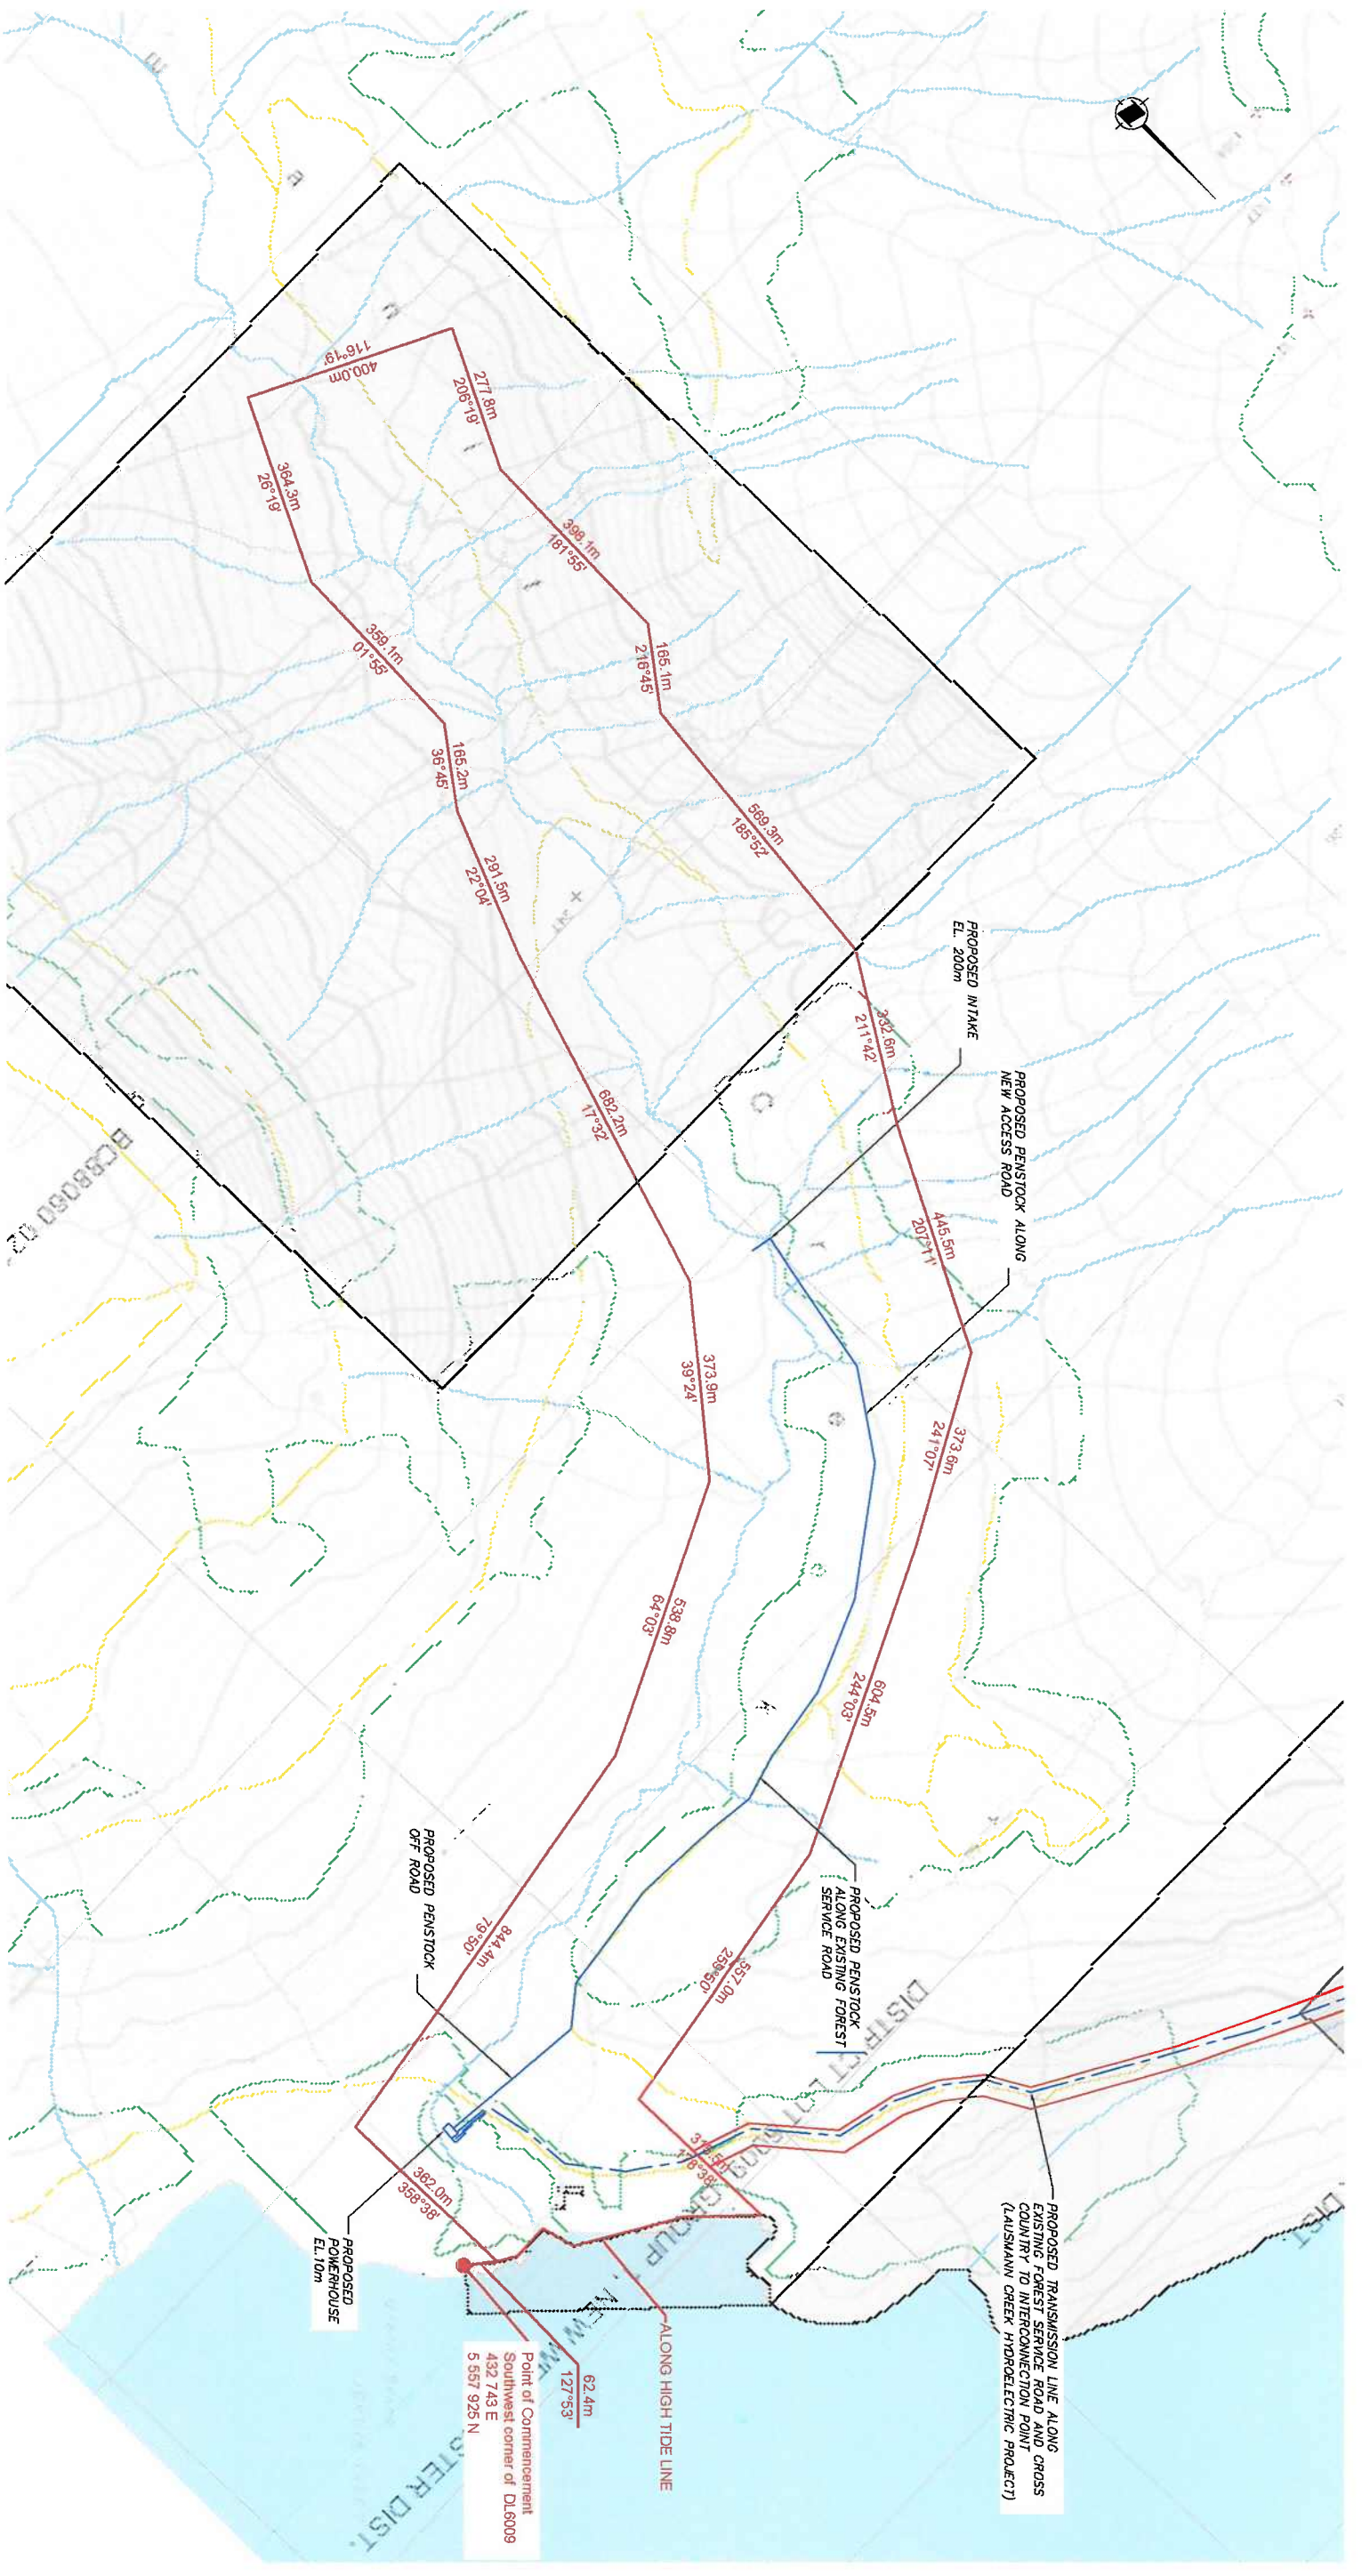 400.0m
116°19'
277.8m
206°19'
364.3m
26°19'
398.1m
181°55'
359.1m
01°55'
165.1m
216°45'
165.2m
36°45'
569.3m
185°52'
291.5m
22°04'
682.2m
17°32'
332.6m
211°42'
445.5m
207°11'
373.9m
39°24'
373.6m
241°07'
538.8m
64°03'
604.5m
244°03'
844.4m
79°50'
557.0m
178°38'
362.0m
358°38'
62.4m
127°53'
PROPOSED INTAKE
EL. 200m
PROPOSED PENSTOCK ALONG
NEW ACCESS ROAD
PROPOSED PENSTOCK
ALONG EXISTING FOREST
SERVICE ROAD
PROPOSED PENSTOCK
OFF ROAD
PROPOSED
POWERHOUSE
EL.10m
PROPOSED TRANSMISSION LINE ALONG
EXISTING FOREST SERVICE ROAD AND CROSS
COUNTRY TO INTERCONNECTION POINT
(LAUSMANN CREEK HYDROELECTRIC PROJECT)
ALONG HIGH TIDE LINE
Point of Commencement
Southwest corner of DL6009
432 743 E
5 557 925 N
DISTRICT LOT 6009 GROUP 1 NEW
DIST.
DIST.
C r e e k